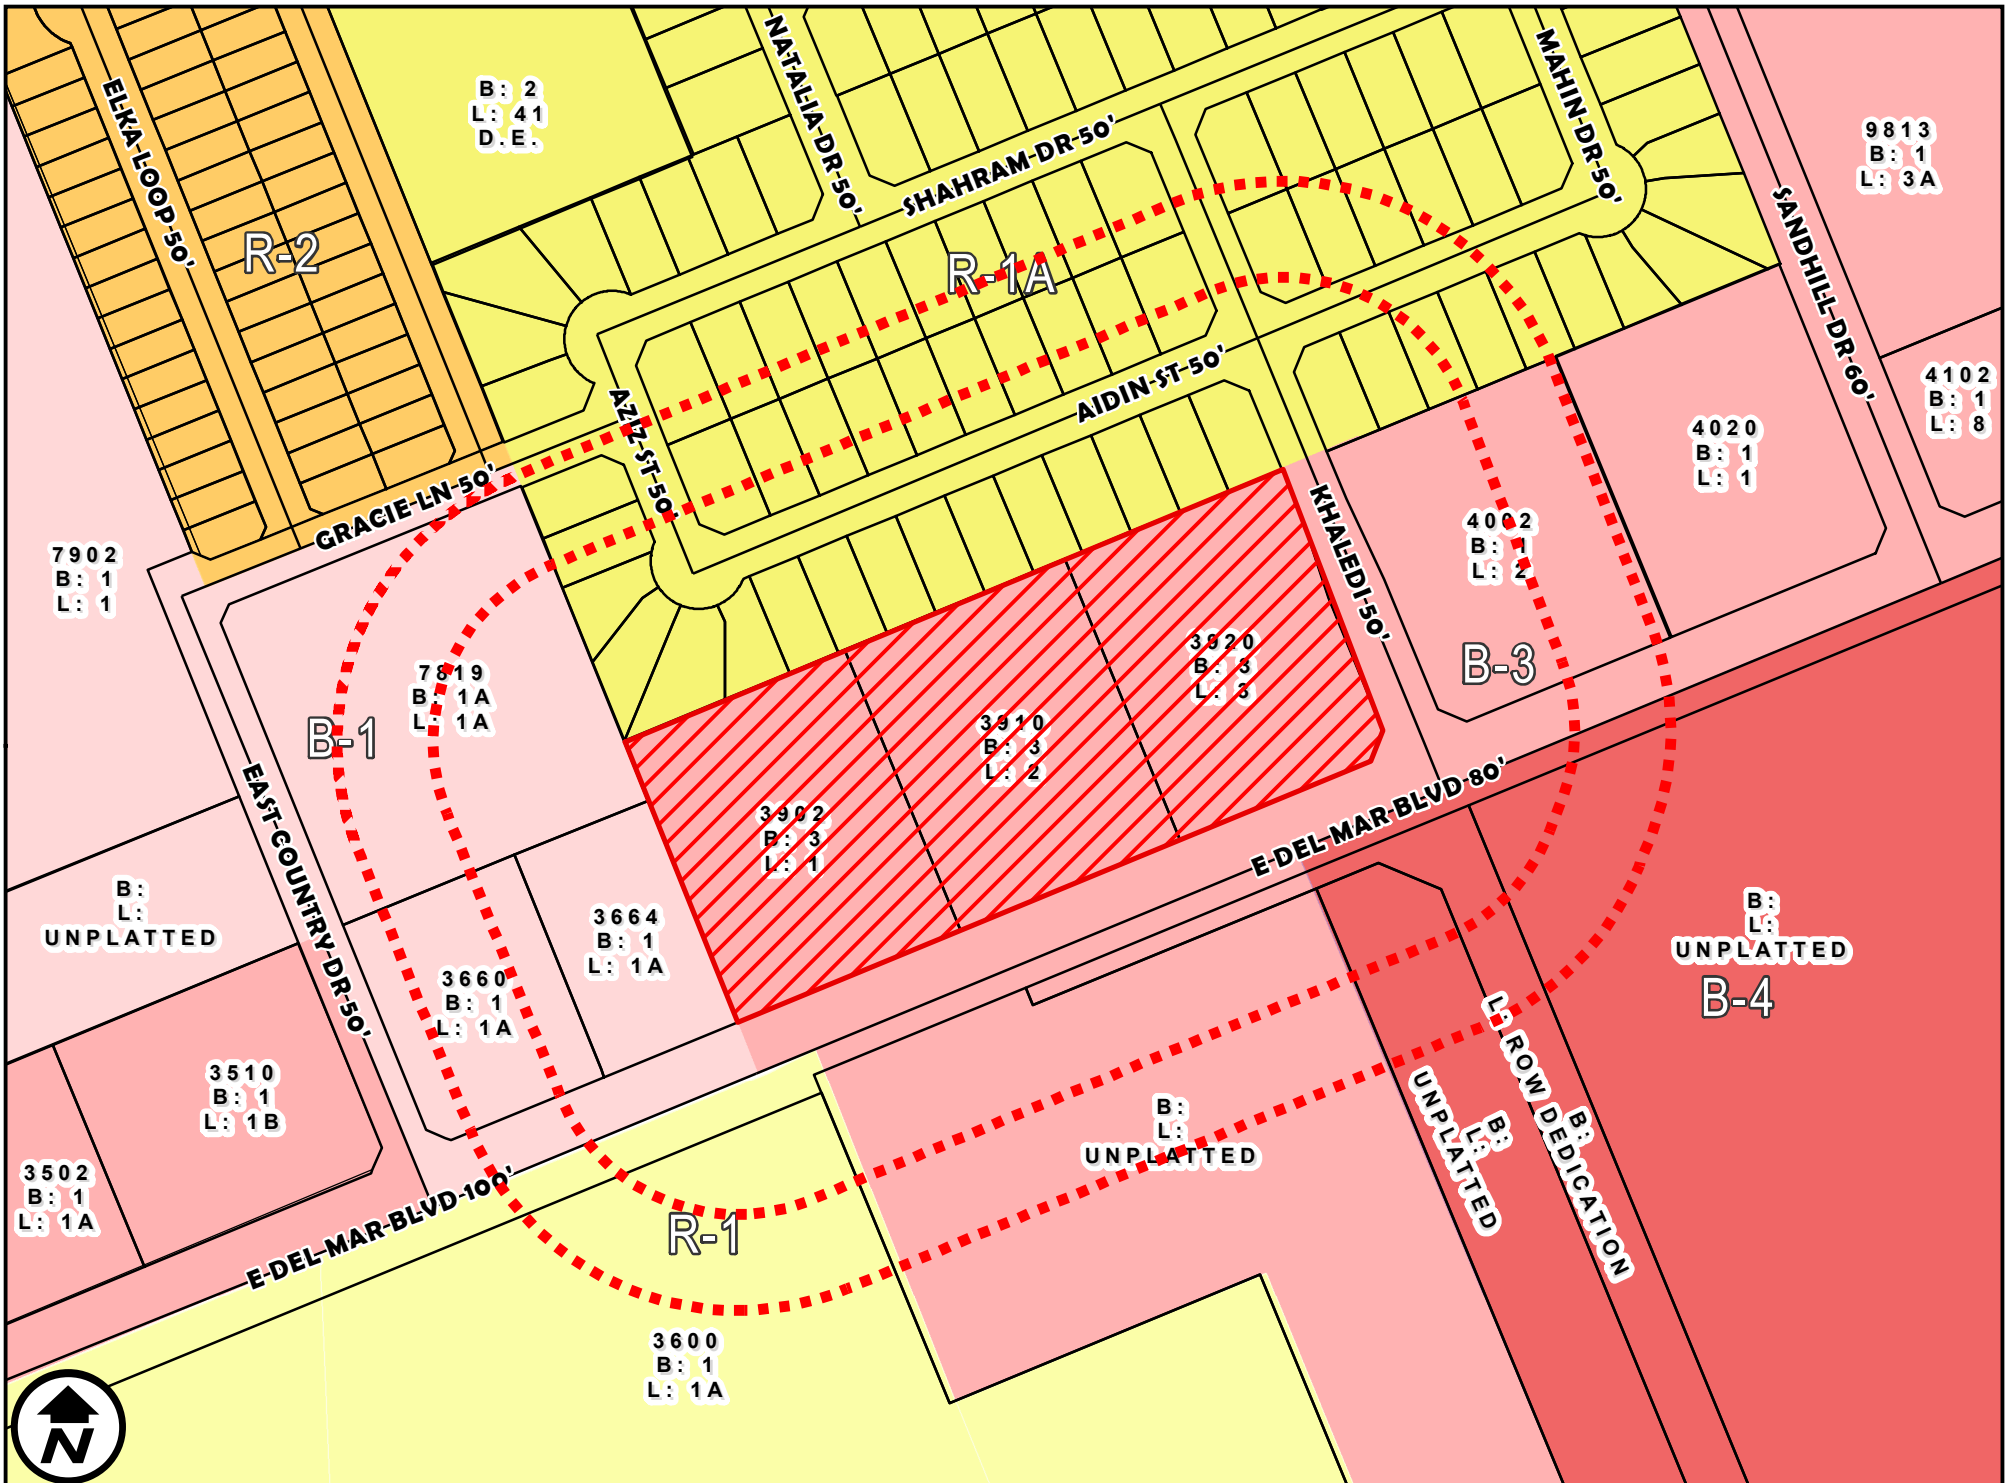 B: 2
L: 41
D.E.
NATALIA-DR-50'
MAHIN-DR-50'
ELKA-LOOP-50'
SHAHRAM-DR-50'
9813
B: 1
L: 3A
R-2
R-1A
SANDHILL-DR-60'
AZIZ-ST-50'
AIDIN-ST-50'
4102
B: 1
L: 8
4020
B: 1
L: 1
GRACIE-LN-50'
KHALEDI-50'
4002
B: 1
L: 2
7902
B: 1
L: 1
7819
B: 1A
L: 1A
B-1
3920
B: 3
L: 3
B-3
3910
B: 3
L: 2
3902
B: 3
L: 1
EAST-COUNTRY-DR-50'
E-DEL MAR-BLVD-80'
B:
L:
UNPLATTED
3664
B: 1
L: 1A
3660
B: 1
L: 1A
B:
L:
UNPLATTED
B-4
3510
B: 1
L: 1B
B:
L:
UNPLATTED
B:
L:
UNPLATTED
B:
L: ROW DEDICATION
3502
B: 1
L: 1A
E-DEL MAR-BLVD-100'
R-1
3600
B: 1
L: 1A
N